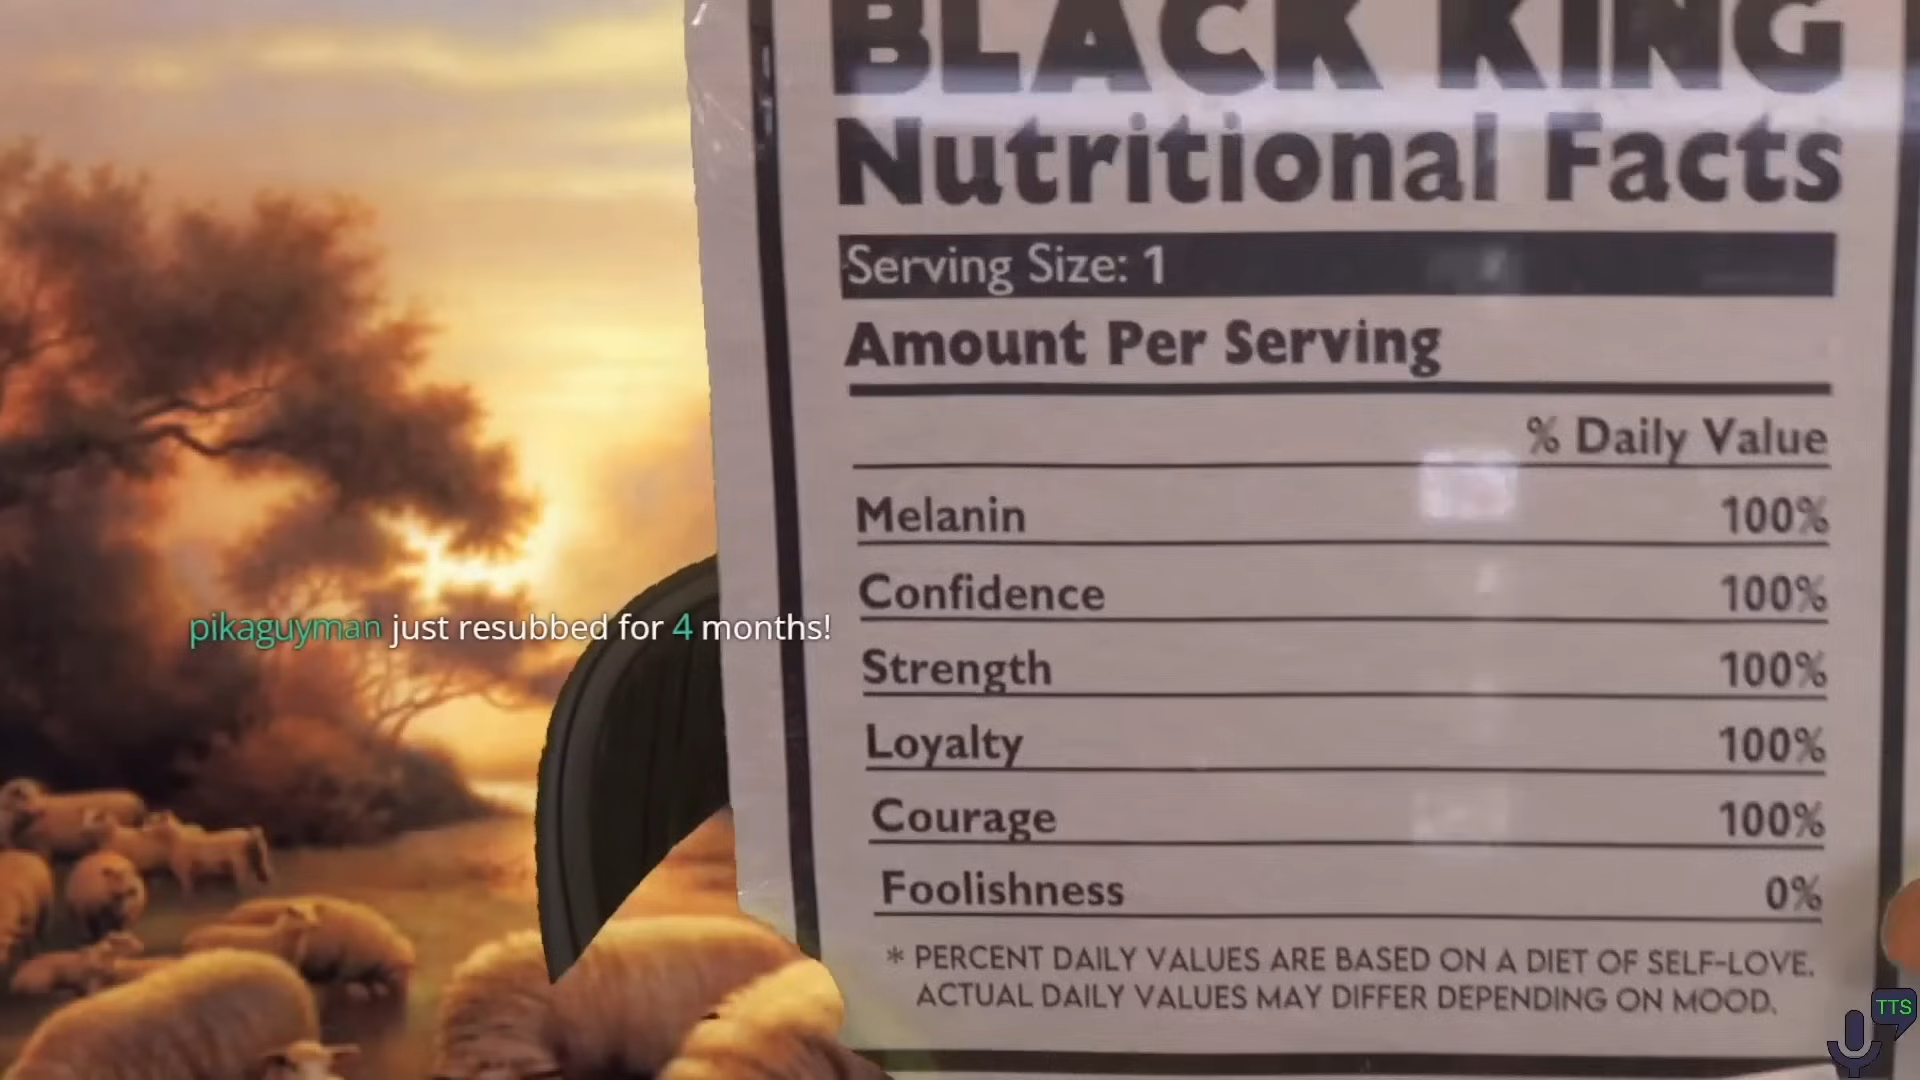 BLACK KING
Nutritional Facts
Serving Size: 1
Amount Per Serving
% Daily Value
Melanin 100%
Confidence 100%
pikaguyman just resubbed for 4 months!
Strength 100%
Loyalty 100%
Courage 100%
Foolishness 0%
* PERCENT DAILY VALUES ARE BASED ON A DIET OF SELF-LOVE.
ACTUAL DAILY VALUES MAY DIFFER DEPENDING ON MOOD.
TTS